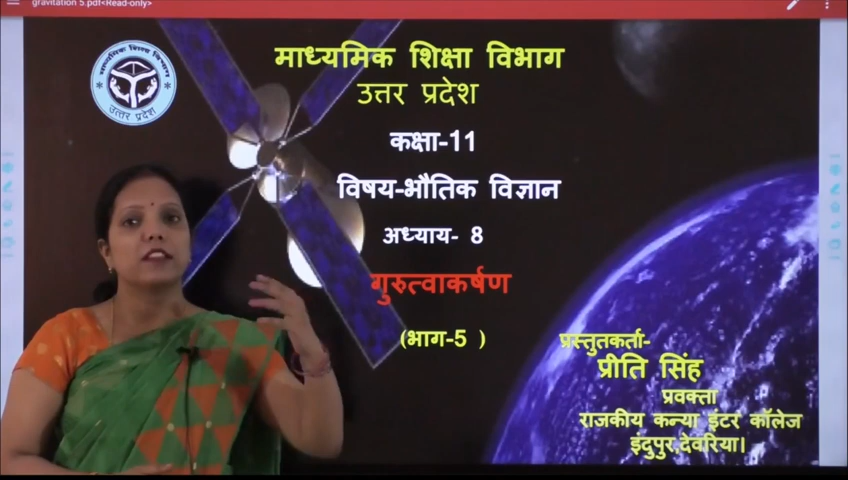 gravitation 5.pdf<Read-only>
माध्यमिक शिक्षा विभाग
उत्तर प्रदेश
माध्यमिक शिक्षा विभाग
उत्तर प्रदेश
कक्षा-11
विषय-भौतिक विज्ञान
अध्याय- 8
गुरुत्वाकर्षण
(भाग-5 )
प्रस्तुतकर्ता-
प्रीति सिंह
प्रवक्ता
राजकीय कन्या इंटर कॉलेज
इंदुपुर,देवरिया।